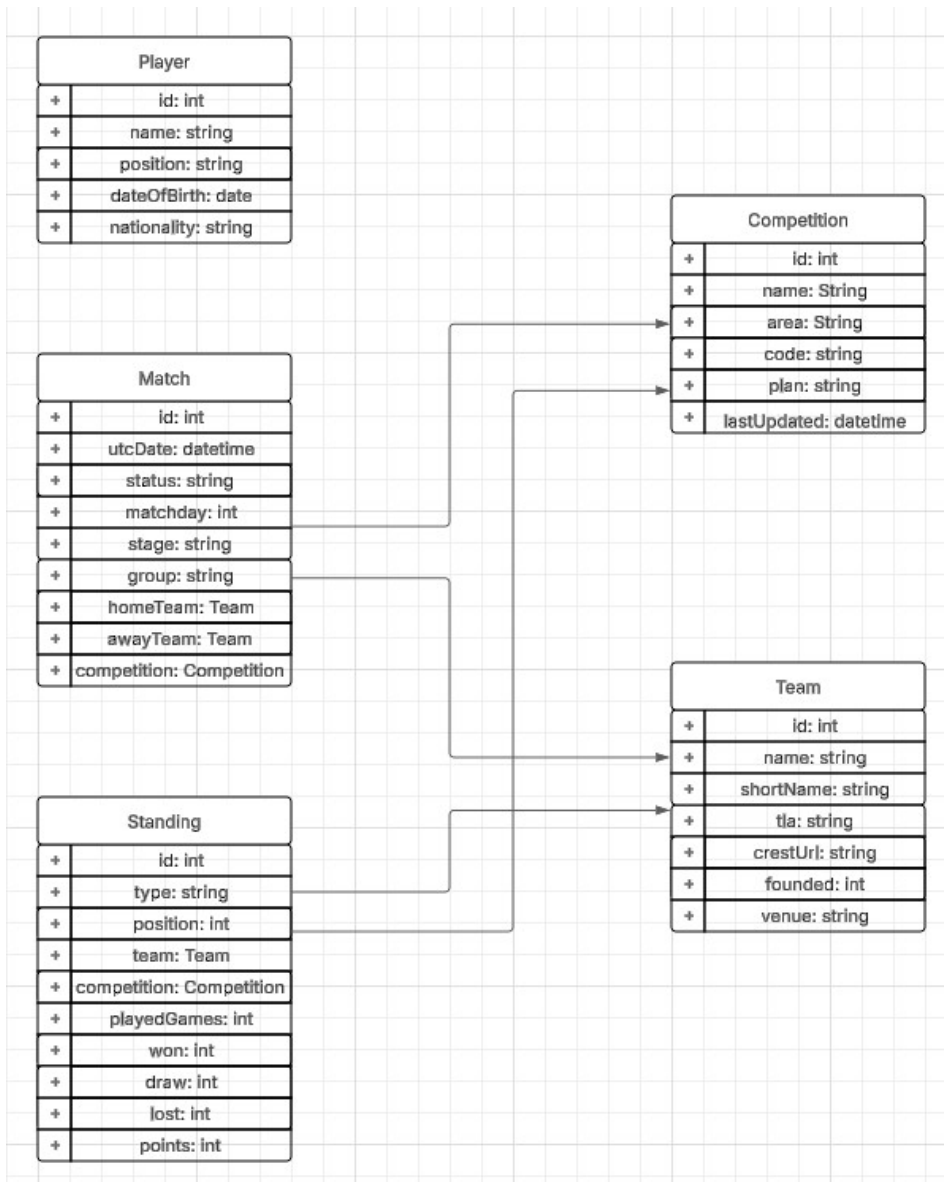 Player
+ id: int
+ name: string
+ position: string
+ dateOfBirth: date
+ nationality: string
Match
+ id: int
+ utcDate: datetime
+ status: string
+ matchday: int
+ stage: string
+ group: string
+ homeTeam: Team
+ awayTeam: Team
+ competition: Competition
Standing
+ id: int
+ type: string
+ position: int
+ team: Team
+ competition: Competition
+ playedGames: int
+ won: int
+ draw: int
+ lost: int
+ points: int
Competition
+ id: int
+ name: String
+ area: String
+ code: string
+ plan: string
+ lastUpdated: datetime
Team
+ id: int
+ name: string
+ shortName: string
+ tla: string
+ crestUrl: string
+ founded: int
+ venue: string